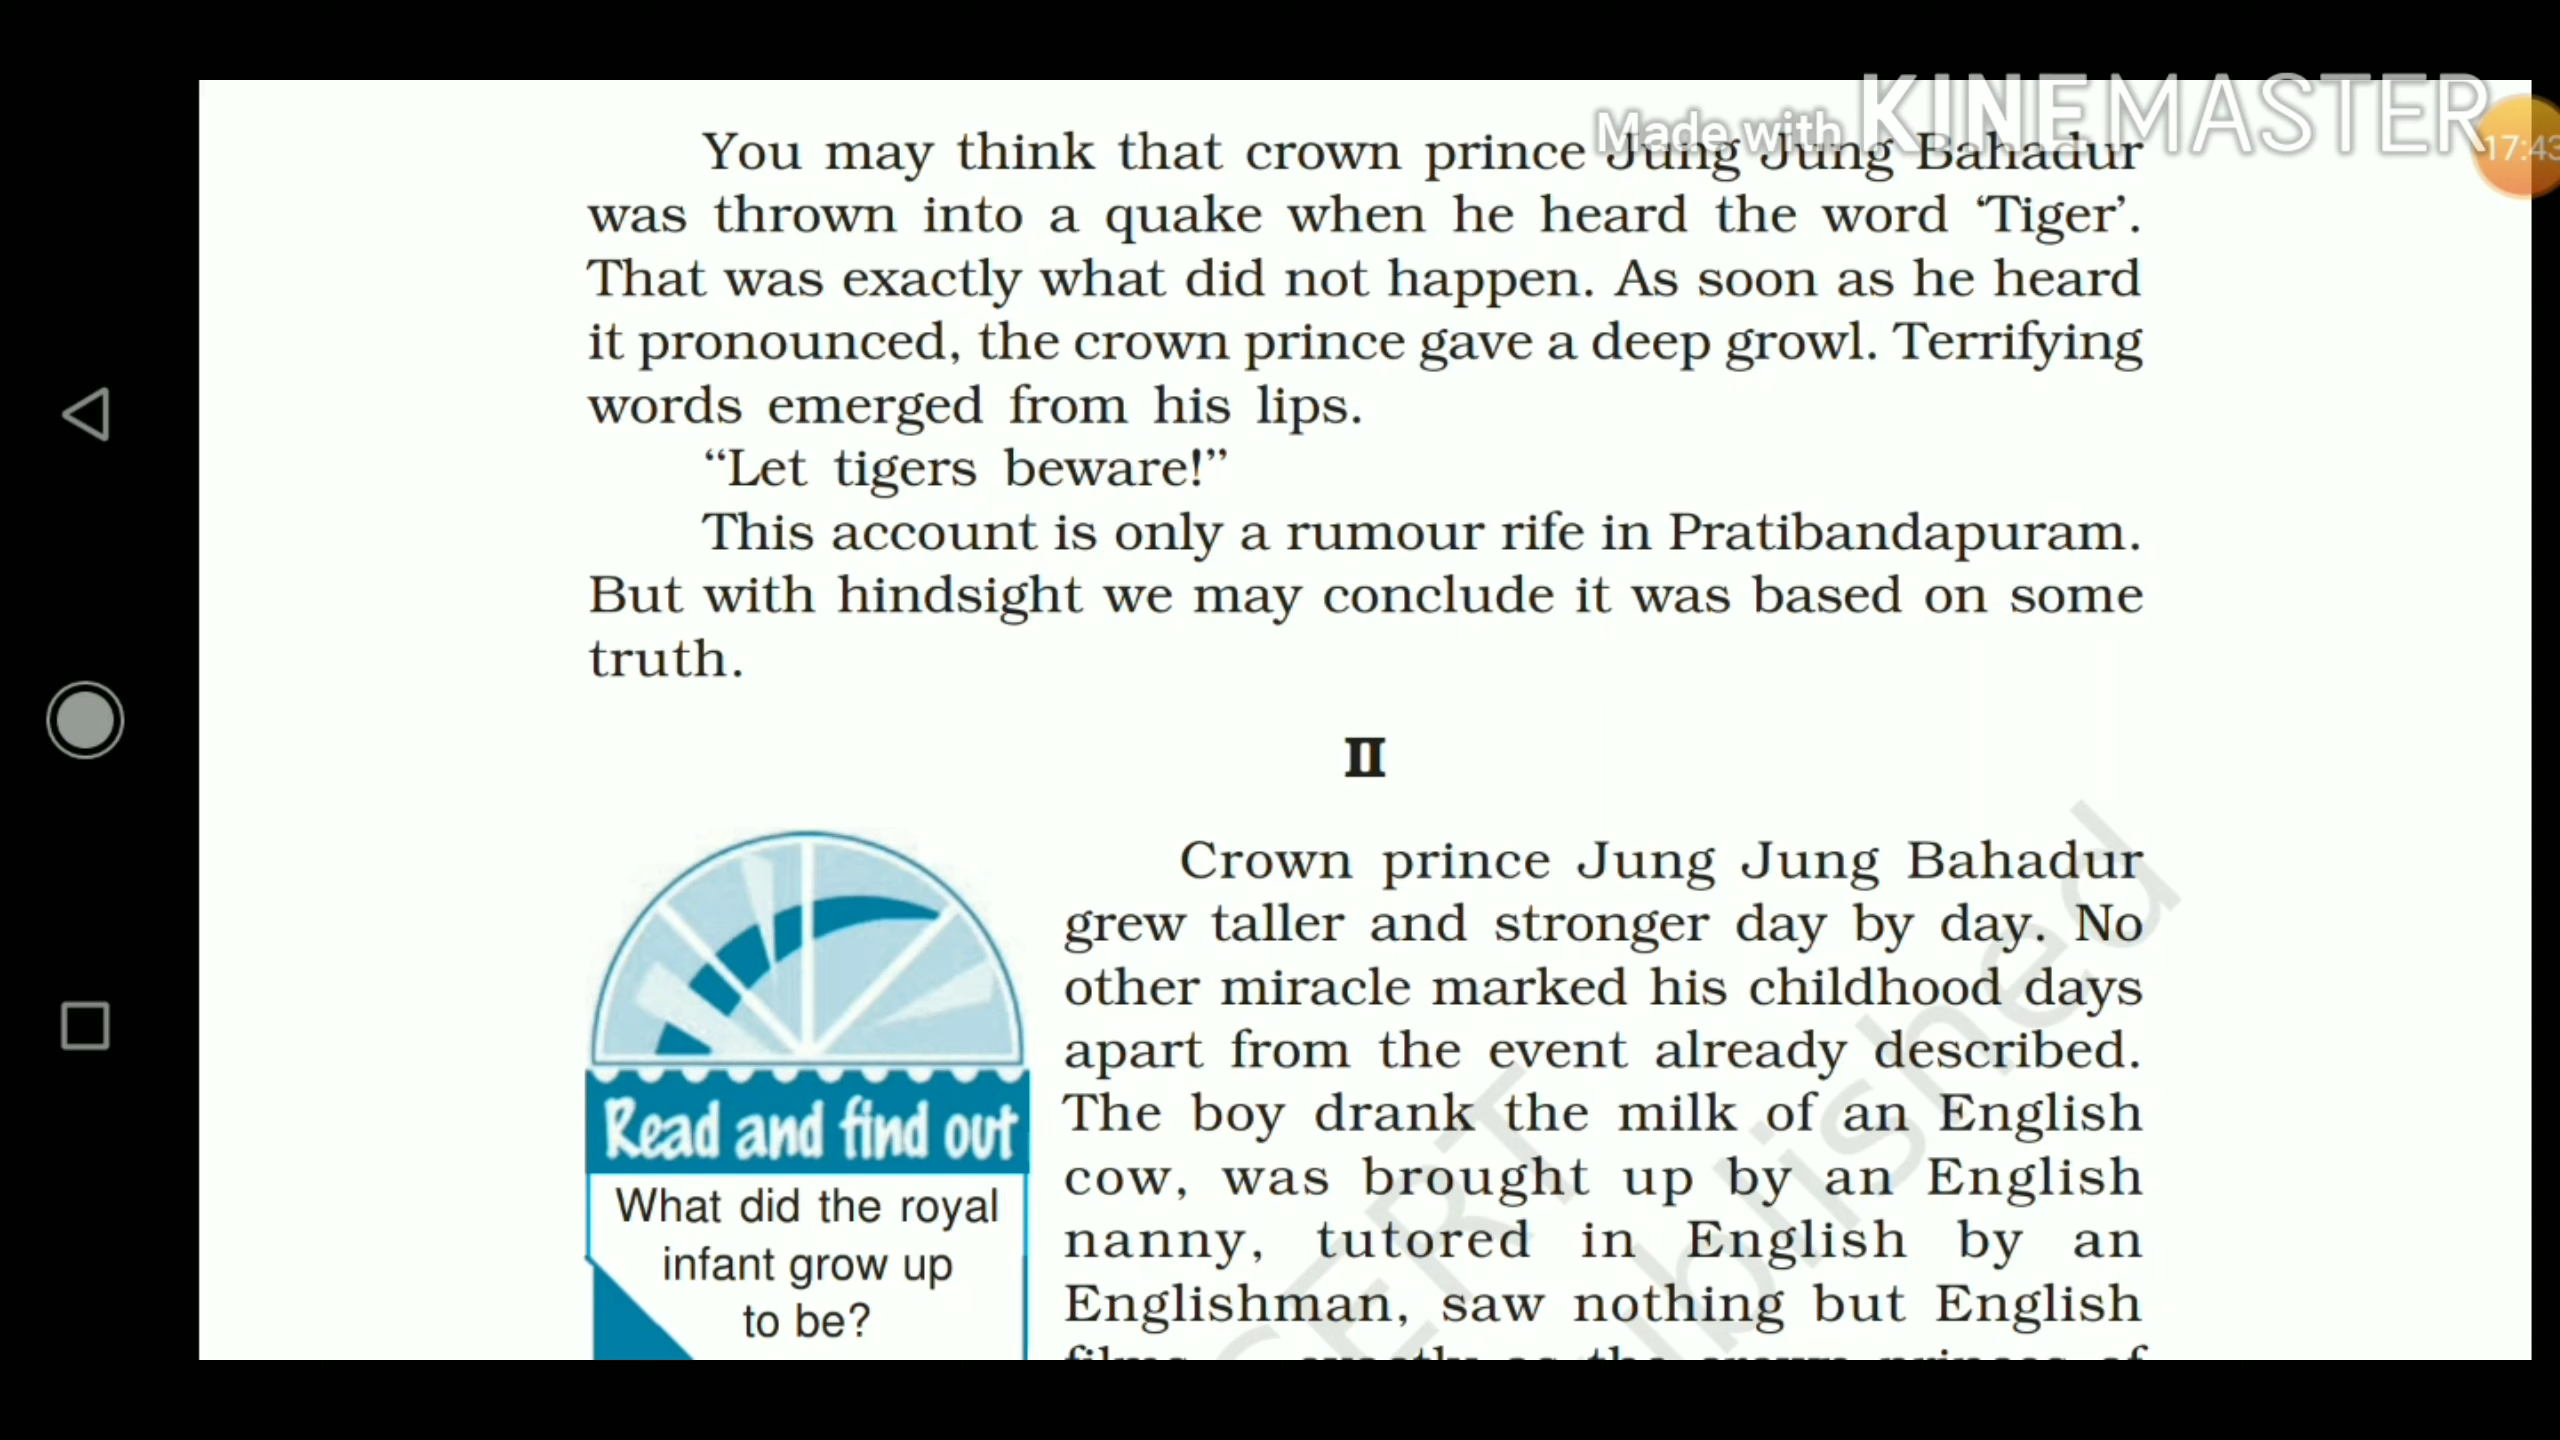 Made with KINEMASTER
17:43
You may think that crown prince Jung Jung Bahadur
was thrown into a quake when he heard the word ‘Tiger’.
That was exactly what did not happen. As soon as he heard
it pronounced, the crown prince gave a deep growl. Terrifying
words emerged from his lips.
“Let tigers beware!”
This account is only a rumour rife in Pratibandapuram.
But with hindsight we may conclude it was based on some
truth.
II
Read and find out
What did the royal
infant grow up
to be?
Crown prince Jung Jung Bahadur
grew taller and stronger day by day. No
other miracle marked his childhood days
apart from the event already described.
The boy drank the milk of an English
cow, was brought up by an English
nanny, tutored in English by an
Englishman, saw nothing but English